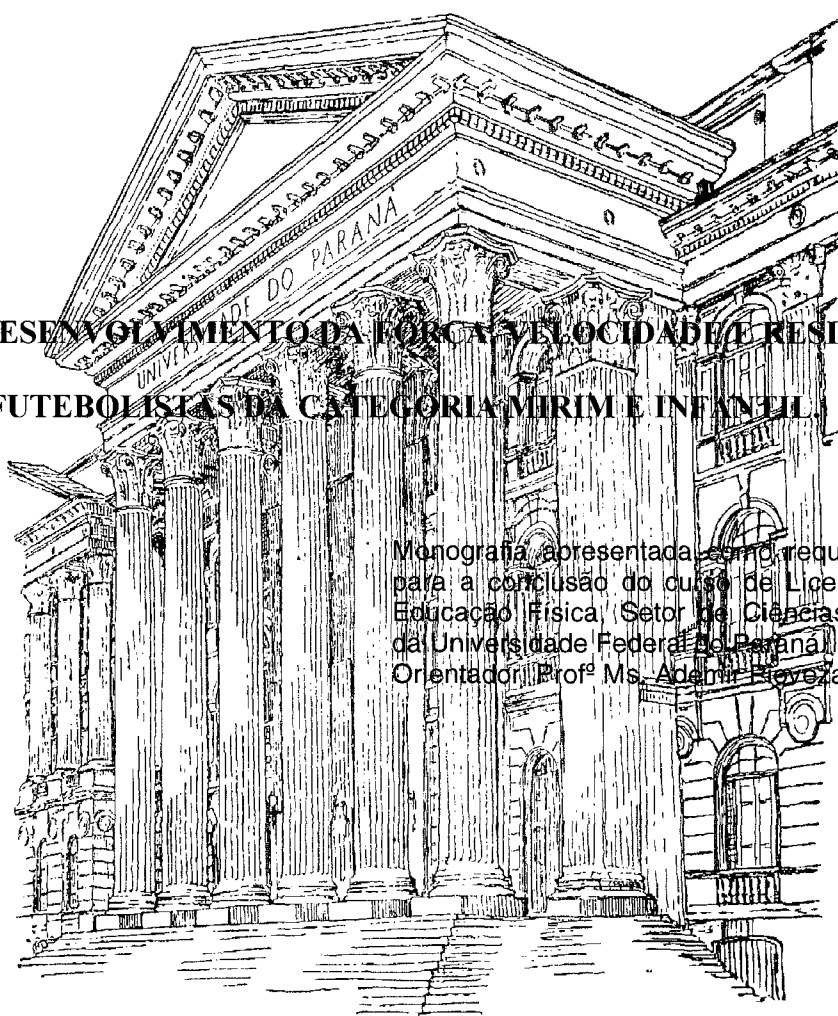 UNIVERSIDADE DO PARANÁ
ESENVOLVIMENTO DA FORÇA, VELOCIDADE E RESI
FUTEBOLISTAS DA CATEGORIA MIRIM E INFANTIL.
Monografia apresentada como requ
para a conclusão do curso de Lice
Educação Física, Setor de Ciências
da Universidade Federal do Paraná.
Orientador: Profº Ms. Ademir Pioveza